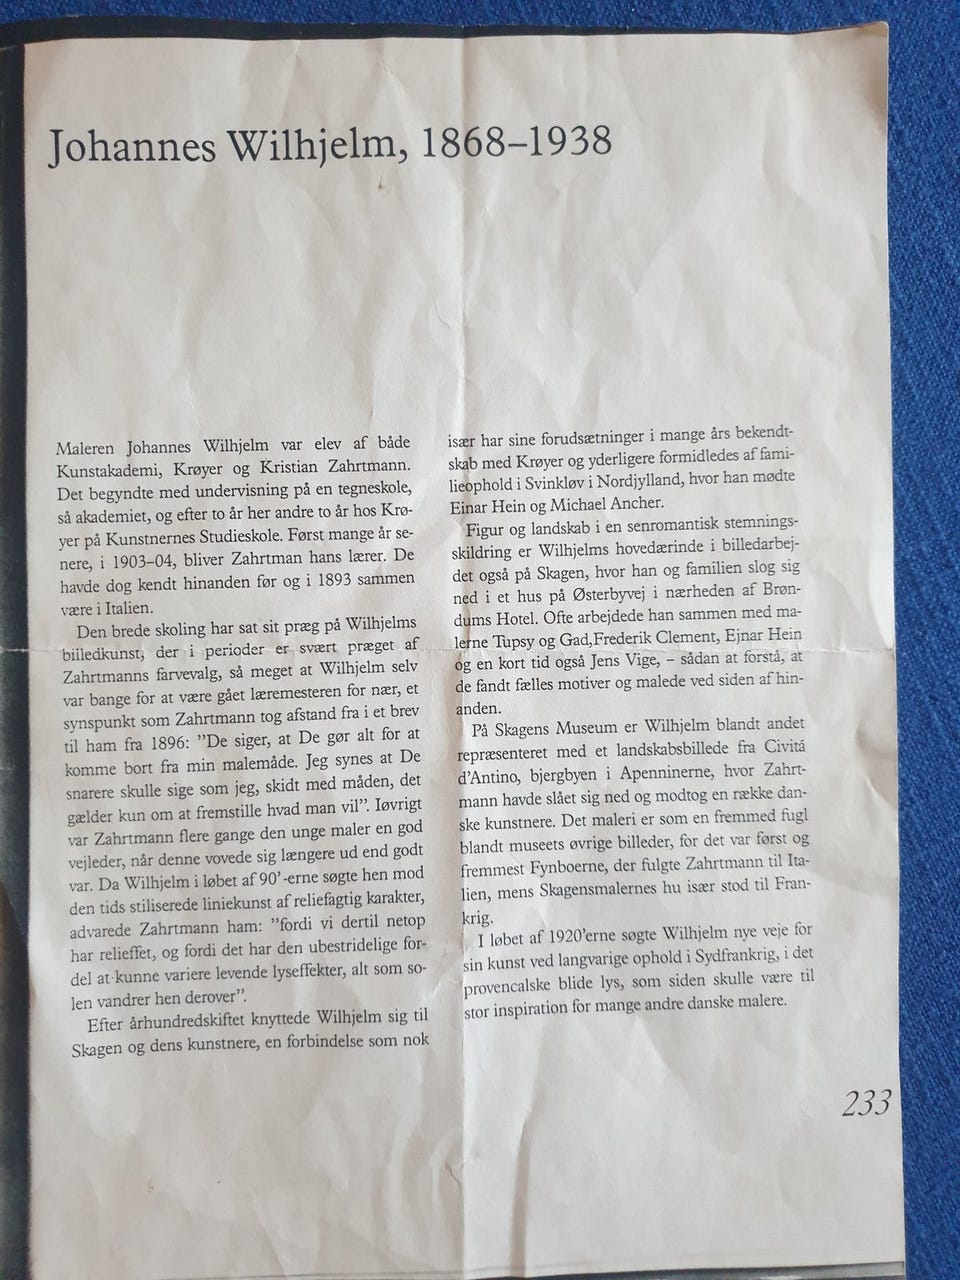 Johannes Wilhjelm, 1868–1938
Maleren Johannes Wilhjelm var elev af både
Kunstakademi, Krøyer og Kristian Zahrtmann.
Det begyndte med undervisning på en tegneskole,
så akademiet, og efter to år her andre to år hos Krø-
yer på Kunstnernes Studieskole. Først mange år se-
nere, i 1903–04, bliver Zahrtman hans lærer. De
havde dog kendt hinanden før og i 1893 sammen
være i Italien.
Den brede skoling har sat sit præg på Wilhjelms
billedkunst, der i perioder er svært præget af
Zahrtmanns farvevalg, så meget at Wilhjelm selv
var bange for at være gået læremesteren for nær, et
synspunkt som Zahrtmann tog afstand fra i et brev
til ham fra 1896: ”De siger, at De gør alt for at
komme bort fra min malemåde. Jeg synes at De
snarere skulle sige som jeg, skidt med måden, det
gælder kun om at fremstille hvad man vil”. Iøvrigt
var Zahrtmann flere gange den unge maler en god
vejleder, når denne vovede sig længere ud end godt
var. Da Wilhjelm i løbet af 90’-erne søgte hen mod
den tids stiliserede liniekunst af reliefagtig karakter,
advarede Zahrtmann ham: ”fordi vi dertil netop
har relieffet, og fordi det har den ubestridelige for-
del at kunne variere levende lyseffekter, alt som so-
len vandrer hen derover”.
Efter århundredskiftet knyttede Wilhjelm sig til
Skagen og dens kunstnere, en forbindelse som nok
især har sine forudsætninger i mange års bekendt-
skab med Krøyer og yderligere formidledes af fami-
lieophold i Svinkløv i Nordjylland, hvor han mødte
Einar Hein og Michael Ancher.
Figur og landskab i en senromantisk stemnings-
skildring er Wilhjelms hovedærinde i billedarbej-
det også på Skagen, hvor han og familien slog sig
ned i et hus på Østerbyvej i nærheden af Brøn-
dums Hotel. Ofte arbejdede han sammen med ma-
lerne Tupsy og Gad,Frederik Clement, Ejnar Hein
og en kort tid også Jens Vige, – sådan at forstå, at
de fandt fælles motiver og malede ved siden af hin-
anden.
På Skagens Museum er Wilhjelm blandt andet
repræsenteret med et landskabsbillede fra Civitá
d’Antino, bjergbyen i Apenninerne, hvor Zahrt-
mann havde slået sig ned og modtog en række dan-
ske kunstnere. Det maleri er som en fremmed fugl
blandt museets øvrige billeder, for det var først og
fremmest Fynboerne, der fulgte Zahrtmann til Ita-
lien, mens Skagensmalernes hu især stod til Fran-
krig.
I løbet af 1920’erne søgte Wilhjelm nye veje for
sin kunst ved langvarige ophold i Sydfrankrig, i det
provencalske blide lys, som siden skulle være til
stor inspiration for mange andre danske malere.
233